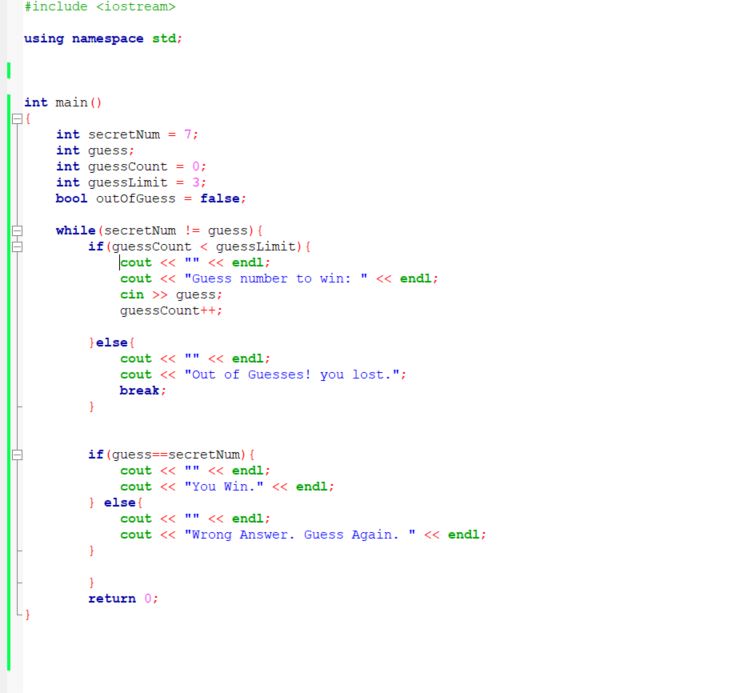 #include <iostream>
using namespace std;
int main()
{
int secretNum = 7;
int guess;
int guessCount = 0;
int guessLimit = 3;
bool outOfGuess = false;
while(secretNum != guess){
if(guessCount < guessLimit){
cout << "" << endl;
cout << "Guess number to win: " << endl;
cin >> guess;
guessCount++;
}else{
cout << "" << endl;
cout << "Out of Guesses! you lost.";
break;
}
if(guess==secretNum){
cout << "" << endl;
cout << "You Win." << endl;
} else{
cout << "" << endl;
cout << "Wrong Answer. Guess Again. " << endl;
}
}
return 0;
}